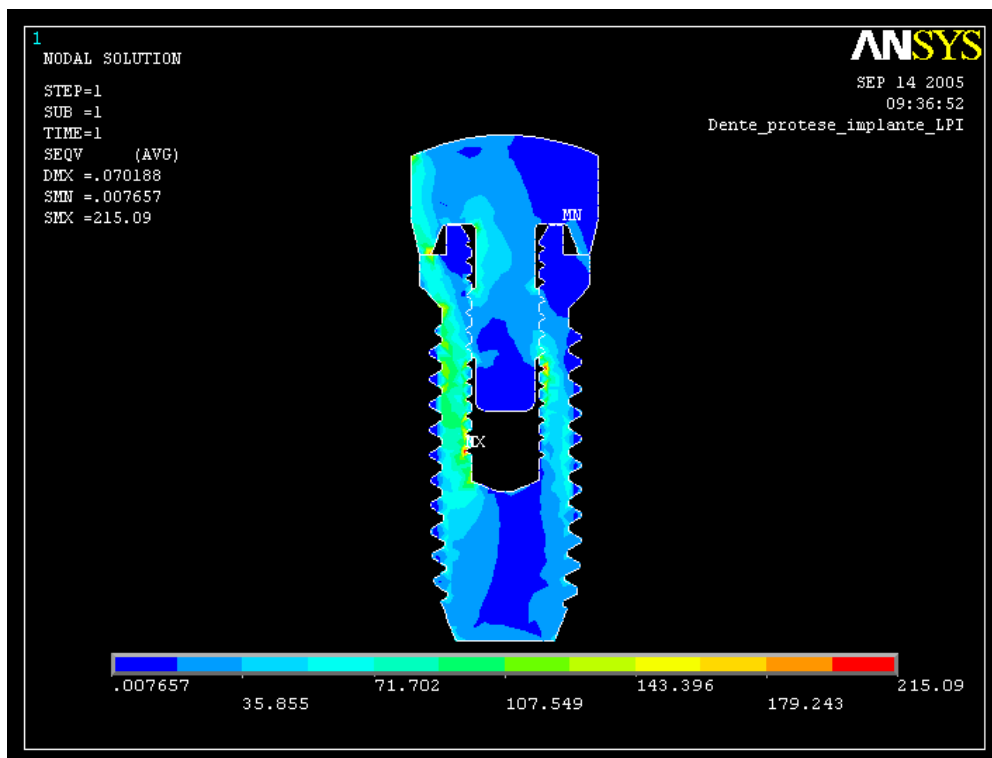 1
NODAL SOLUTION
STEP=1
SUB =1
TIME=1
SEQV (AVG)
DMX =.070188
SMN =.007657
SMX =215.09
ANSYS
SEP 14 2005
09:36:52
Dente_protese_implante_LPI
MN
MX
.007657
35.855
71.702
107.549
143.396
179.243
215.09